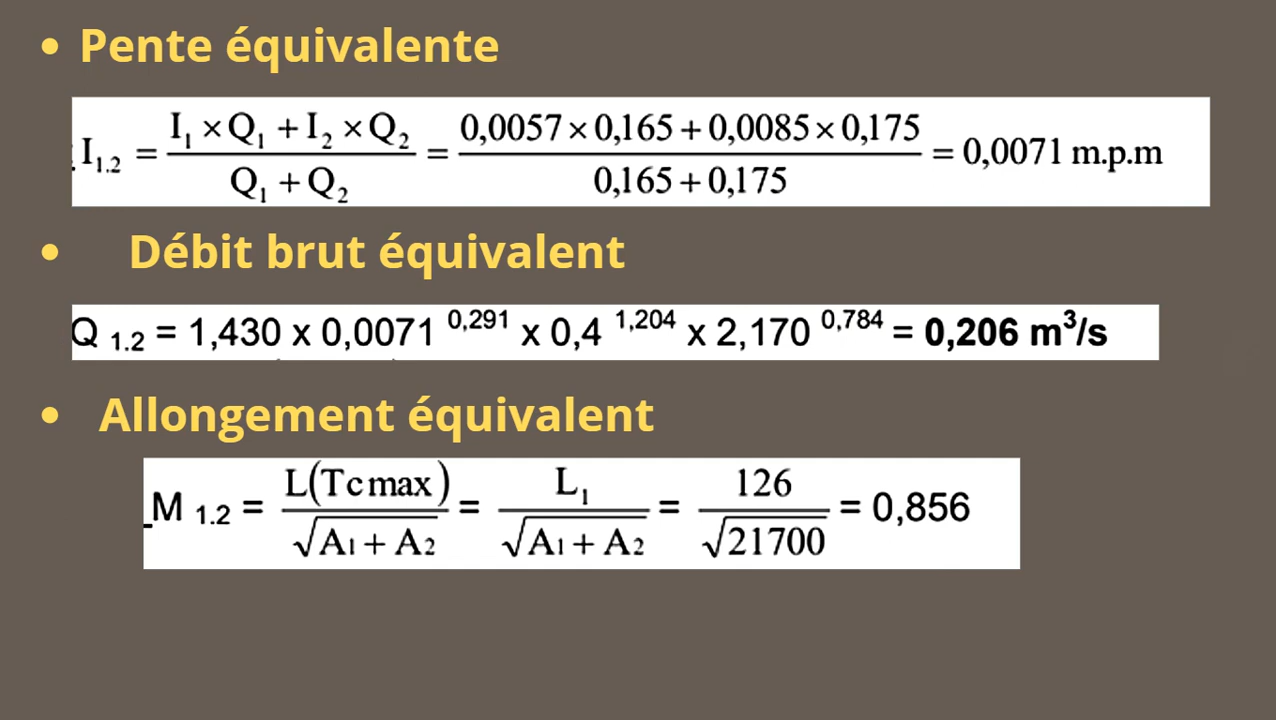 • Pente équivalente
I₁.₂ = (I₁ × Q₁ + I₂ × Q₂) / (Q₁ + Q₂) = (0,0057 × 0,165 + 0,0085 × 0,175) / (0,165 + 0,175) = 0,0071 m.p.m
• Débit brut équivalent
Q 1.2 = 1,430 x 0,0071 ^0,291 x 0,4 ^1,204 x 2,170 ^0,784 = 0,206 m³/s
• Allongement équivalent
M 1.2 = L(Tc max) / √(A1 + A2) = L₁ / √(A1 + A2) = 126 / √21700 = 0,856